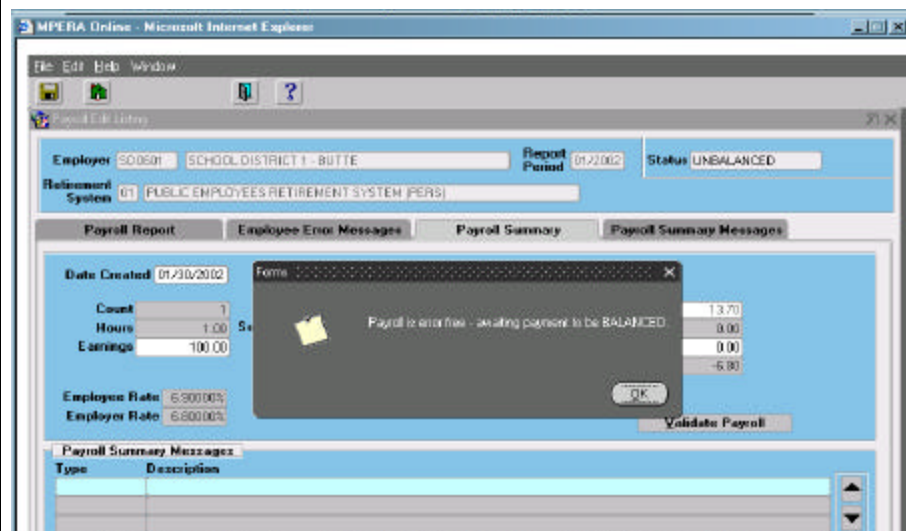 MPERA Online - Microsoft Internet Explorer
File Edit Help Window
?
Payroll Edit Listing
Employer SD0501 SCHOOL DISTRICT 1 - BUTTE Report Period 01/2002 Status UNBALANCED
Retirement System 01 PUBLIC EMPLOYEES RETIREMENT SYSTEM (PERS)
Payroll Report Employee Error Messages Payroll Summary Payroll Summary Messages
Date Created 01/30/2002
Forms
Count 1 13.70
Payroll is error free - awaiting payment to be BALANCED.
Hours 1.00 0.00
Earnings 100.00 0.00
-6.80
OK
Employee Rate 6.90000%
Employer Rate 6.80000%
Validate Payroll
Payroll Summary Messages
Type Description